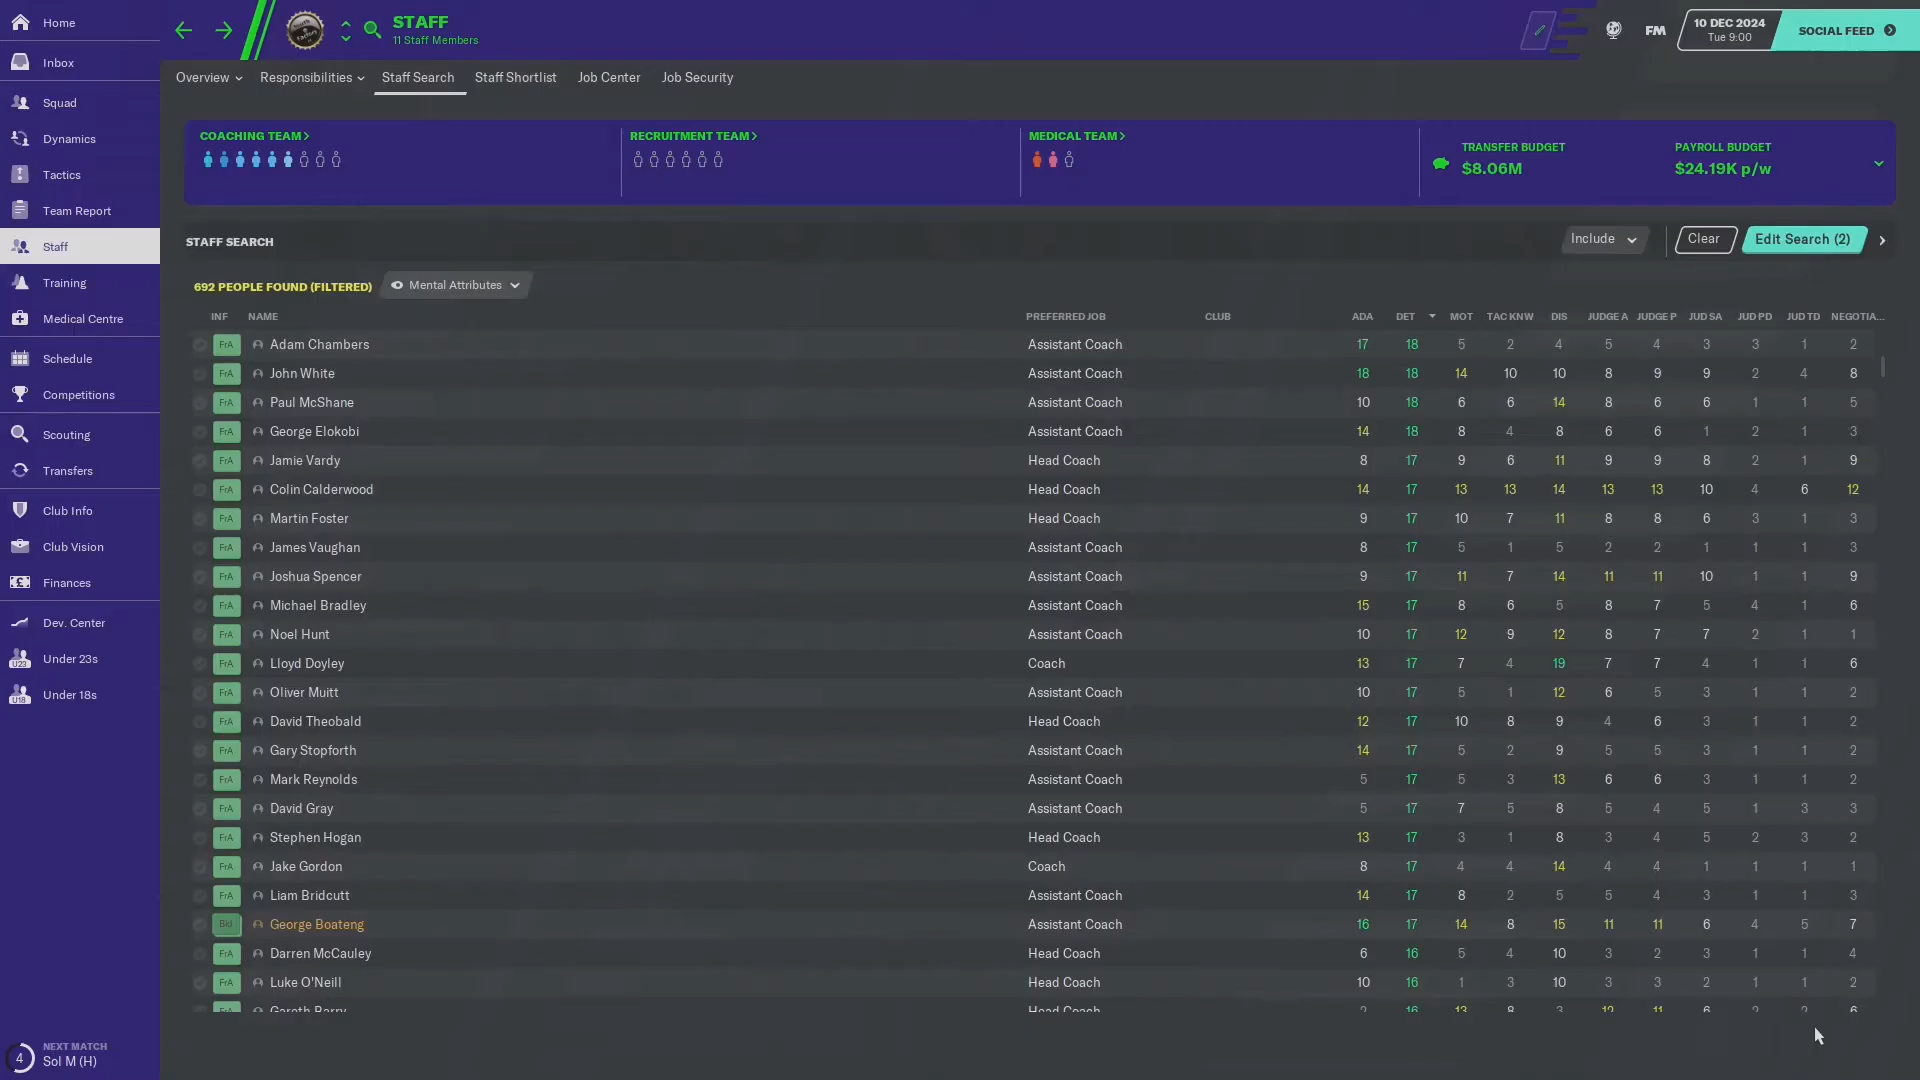 Home
Inbox
Squad
Dynamics
Tactics
Team Report
Staff
Training
Medical Centre
Schedule
Competitions
Scouting
Transfers
Club Info
Club Vision
Finances
Dev. Center
U23 Under 23s
U18 Under 18s
4 NEXT MATCH
Sol M (H)
STAFF
11 Staff Members
FM
10 DEC 2024
Tue 9:00
SOCIAL FEED
Overview Responsibilities Staff Search Staff Shortlist Job Center Job Security
COACHING TEAM> RECRUITMENT TEAM> MEDICAL TEAM>
TRANSFER BUDGET PAYROLL BUDGET
$8.06M $24.19K p/w
STAFF SEARCH Include Clear Edit Search (2)
692 PEOPLE FOUND (FILTERED) Mental Attributes
INF NAME PREFERRED JOB CLUB ADA DET MOT TAC KNW DIS JUDGE A JUDGE P JUD SA JUD PD JUD TD NEGOTIA...
FrA Adam Chambers Assistant Coach 17 18 5 2 4 5 4 3 3 1 2
FrA John White Assistant Coach 18 18 14 10 10 8 9 9 2 4 8
FrA Paul McShane Assistant Coach 10 18 6 6 14 8 6 6 1 1 5
FrA George Elokobi Assistant Coach 14 18 8 4 8 6 6 1 2 1 3
FrA Jamie Vardy Head Coach 8 17 9 6 11 9 9 8 2 1 9
FrA Colin Calderwood Head Coach 14 17 13 13 14 13 13 10 4 6 12
FrA Martin Foster Head Coach 9 17 10 7 11 8 8 6 3 1 3
FrA James Vaughan Assistant Coach 8 17 5 1 5 2 2 1 1 1 3
FrA Joshua Spencer Assistant Coach 9 17 11 7 14 11 11 10 1 1 9
FrA Michael Bradley Assistant Coach 15 17 8 6 5 8 7 5 4 1 6
FrA Noel Hunt Assistant Coach 10 17 12 9 12 8 7 7 2 1 1
FrA Lloyd Doyley Coach 13 17 7 4 19 7 7 4 1 1 6
FrA Oliver Muitt Assistant Coach 10 17 5 1 12 6 5 3 1 1 2
FrA David Theobald Head Coach 12 17 10 8 9 4 6 3 1 1 2
FrA Gary Stopforth Assistant Coach 14 17 5 2 9 5 5 3 1 1 2
FrA Mark Reynolds Assistant Coach 5 17 5 3 13 6 6 3 1 1 2
FrA David Gray Assistant Coach 5 17 7 5 8 5 4 5 1 3 3
FrA Stephen Hogan Head Coach 13 17 3 1 8 3 4 5 2 3 2
FrA Jake Gordon Coach 8 17 4 4 14 4 4 1 1 1 1
FrA Liam Bridcutt Assistant Coach 14 17 8 2 5 5 4 3 1 1 3
Bid George Boateng Assistant Coach 16 17 14 8 15 11 11 6 4 5 7
FrA Darren McCauley Head Coach 6 16 5 4 10 3 2 3 1 1 4
FrA Luke O'Neill Head Coach 10 16 1 3 10 3 3 2 1 1 2
FrA Gareth Barry Head Coach 2 16 13 8 3 12 11 6 2 2 6